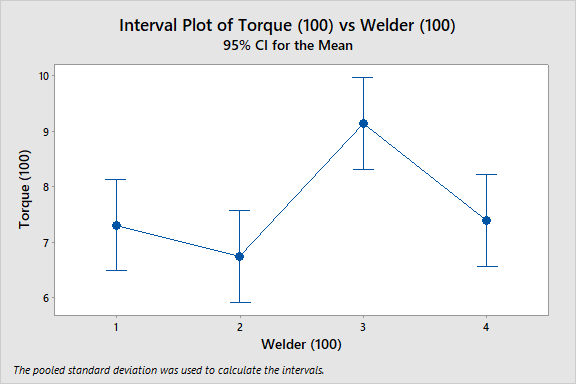 Interval Plot of Torque (100) vs Welder (100)
95% CI for the Mean
10
9
8
7
6
Torque (100)
1 2 3 4
Welder (100)
The pooled standard deviation was used to calculate the intervals.